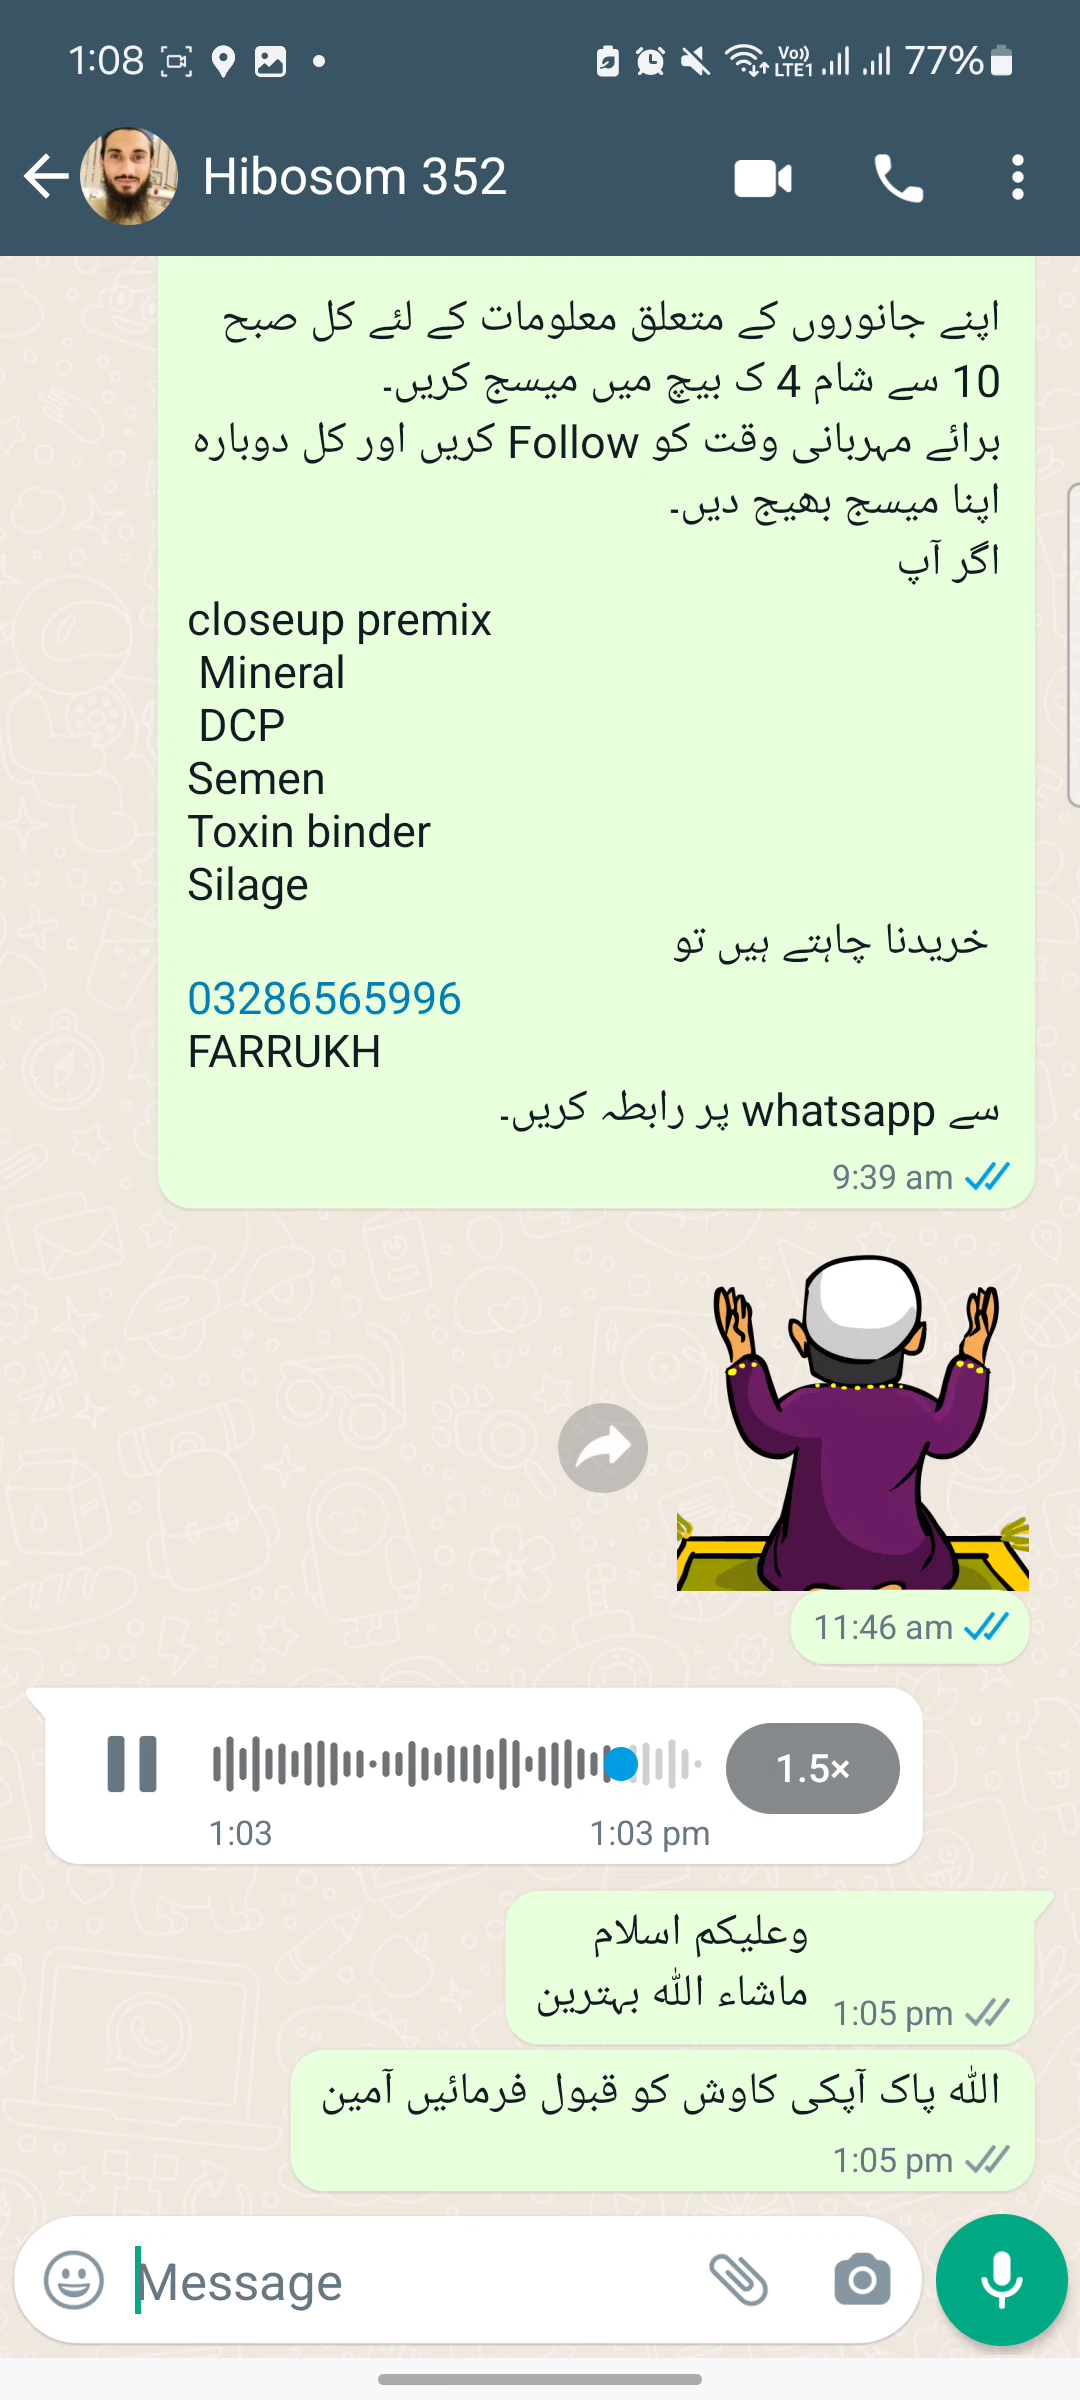 1:08
Vo))
LTE1
77%
Hibosom 352
اپنے جانوروں کے متعلق معلومات کے لئے کل صبح
10 سے شام 4 ک بیچ میں میسج کریں۔
برائے مہربانی وقت کو Follow کریں اور کل دوبارہ
اپنا میسج بھیج دیں۔
اگر آپ
closeup premix
Mineral
DCP
Semen
Toxin binder
Silage
خریدنا چاہتے ہیں تو
03286565996
FARRUKH
سے whatsapp پر رابطہ کریں۔
9:39 am
11:46 am
1.5×
1:03
1:03 pm
وعلیکم اسلام
ماشاء اللّٰہ بہترین
1:05 pm
اللّٰہ پاک آپکی کاوش کو قبول فرمائیں آمین
1:05 pm
Message